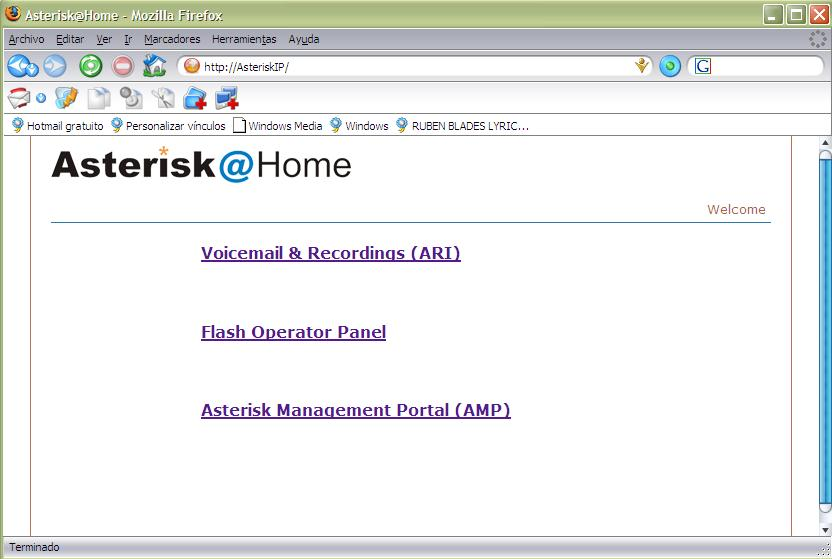 Asterisk@Home - Mozilla Firefox
Archivo Editar Ver Ir Marcadores Herramientas Ayuda
http://AsteriskIP/ G
Hotmail gratuito Personalizar vínculos Windows Media Windows RUBEN BLADES LYRIC...
Asterisk@Home
Welcome
Voicemail & Recordings (ARI)
Flash Operator Panel
Asterisk Management Portal (AMP)
Terminado